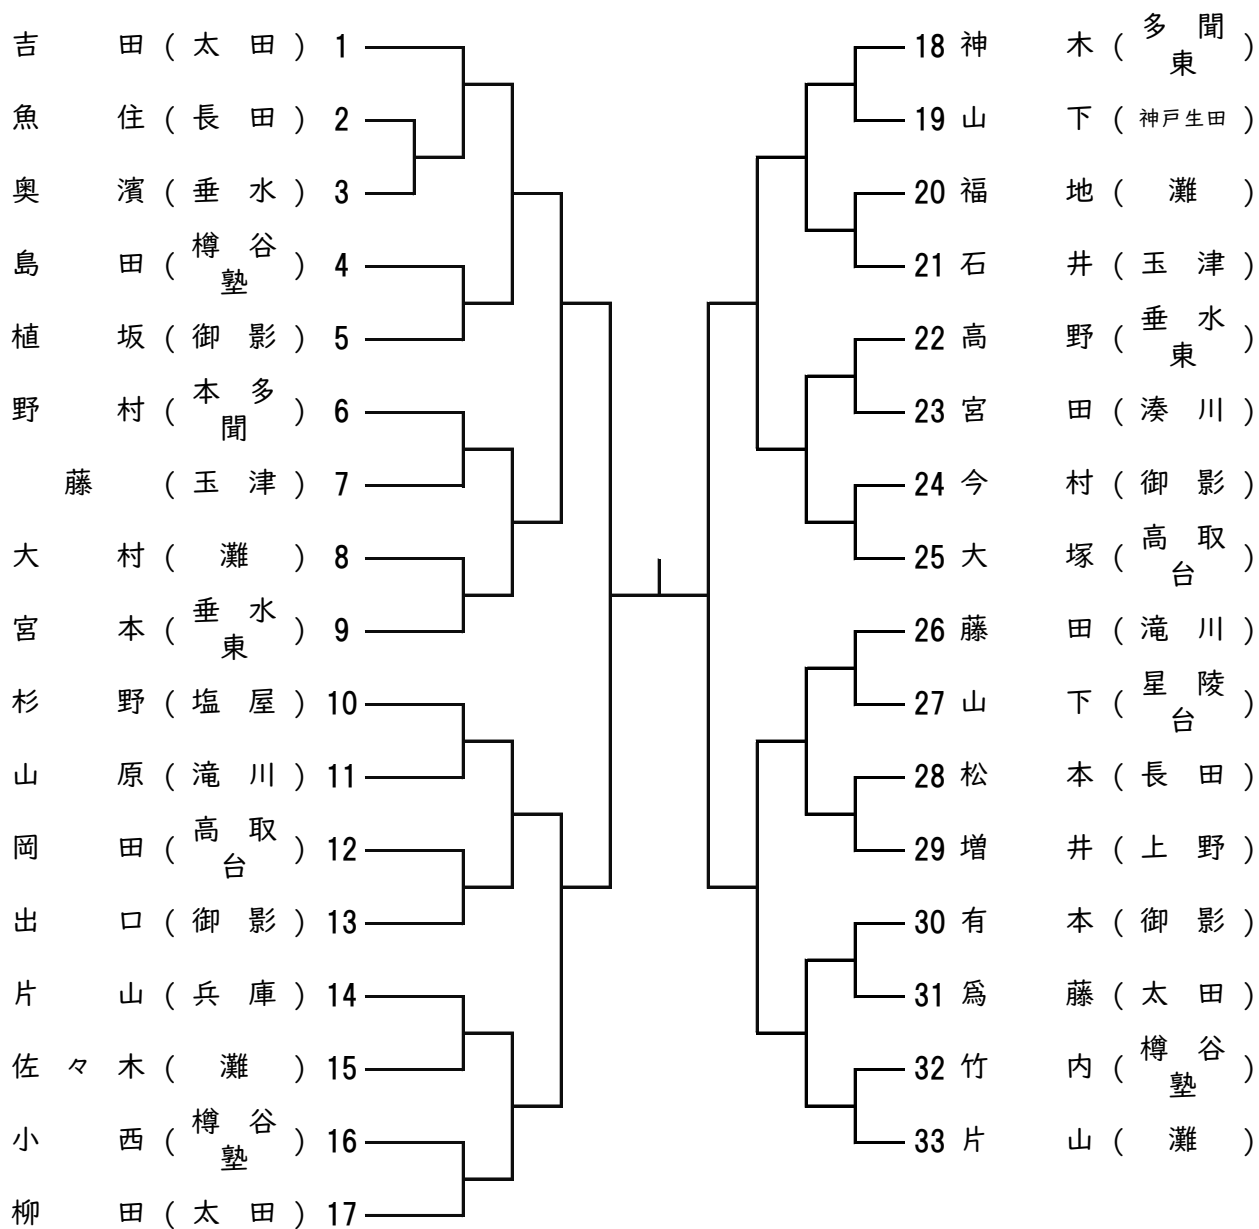 吉田(太田) 1
魚住(長田) 2
奥濱(垂水) 3
島田(樽谷塾) 4
植坂(御影) 5
野村(本多聞) 6
藤(玉津) 7
大村(灘) 8
宮本(垂水東) 9
杉野(塩屋) 10
山原(滝川) 11
岡田(高取台) 12
出口(御影) 13
片山(兵庫) 14
佐々木(灘) 15
小西(樽谷塾) 16
柳田(太田) 17
18 神木(多聞東)
19 山下(神戸生田)
20 福地(灘)
21 石井(玉津)
22 高野(垂水東)
23 宮田(湊川)
24 今村(御影)
25 大塚(高取台)
26 藤田(滝川)
27 山下(星陵台)
28 松本(長田)
29 増井(上野)
30 有本(御影)
31 爲藤(太田)
32 竹内(樽谷塾)
33 片山(灘)